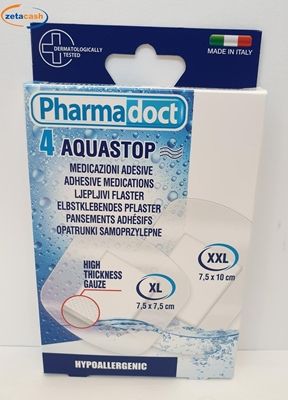 zetacash
DERMATOLOGICALLY
TESTED
MADE IN ITALY
Pharmadoct
4 AQUASTOP
MEDICAZIONI ADESIVE
ADHESIVE MEDICATIONS
LJEPLJIVI FLASTER
ELBSTKLEBENDES PFLASTER
PANSEMENTS ADHÉSIFS
OPATRUNKI SAMOPRZYLEPNE
XXL
7,5 x 10 cm
HIGH
THICKNESS
GAUZE
XL
7,5 x 7,5 cm
HYPOALLERGENIC